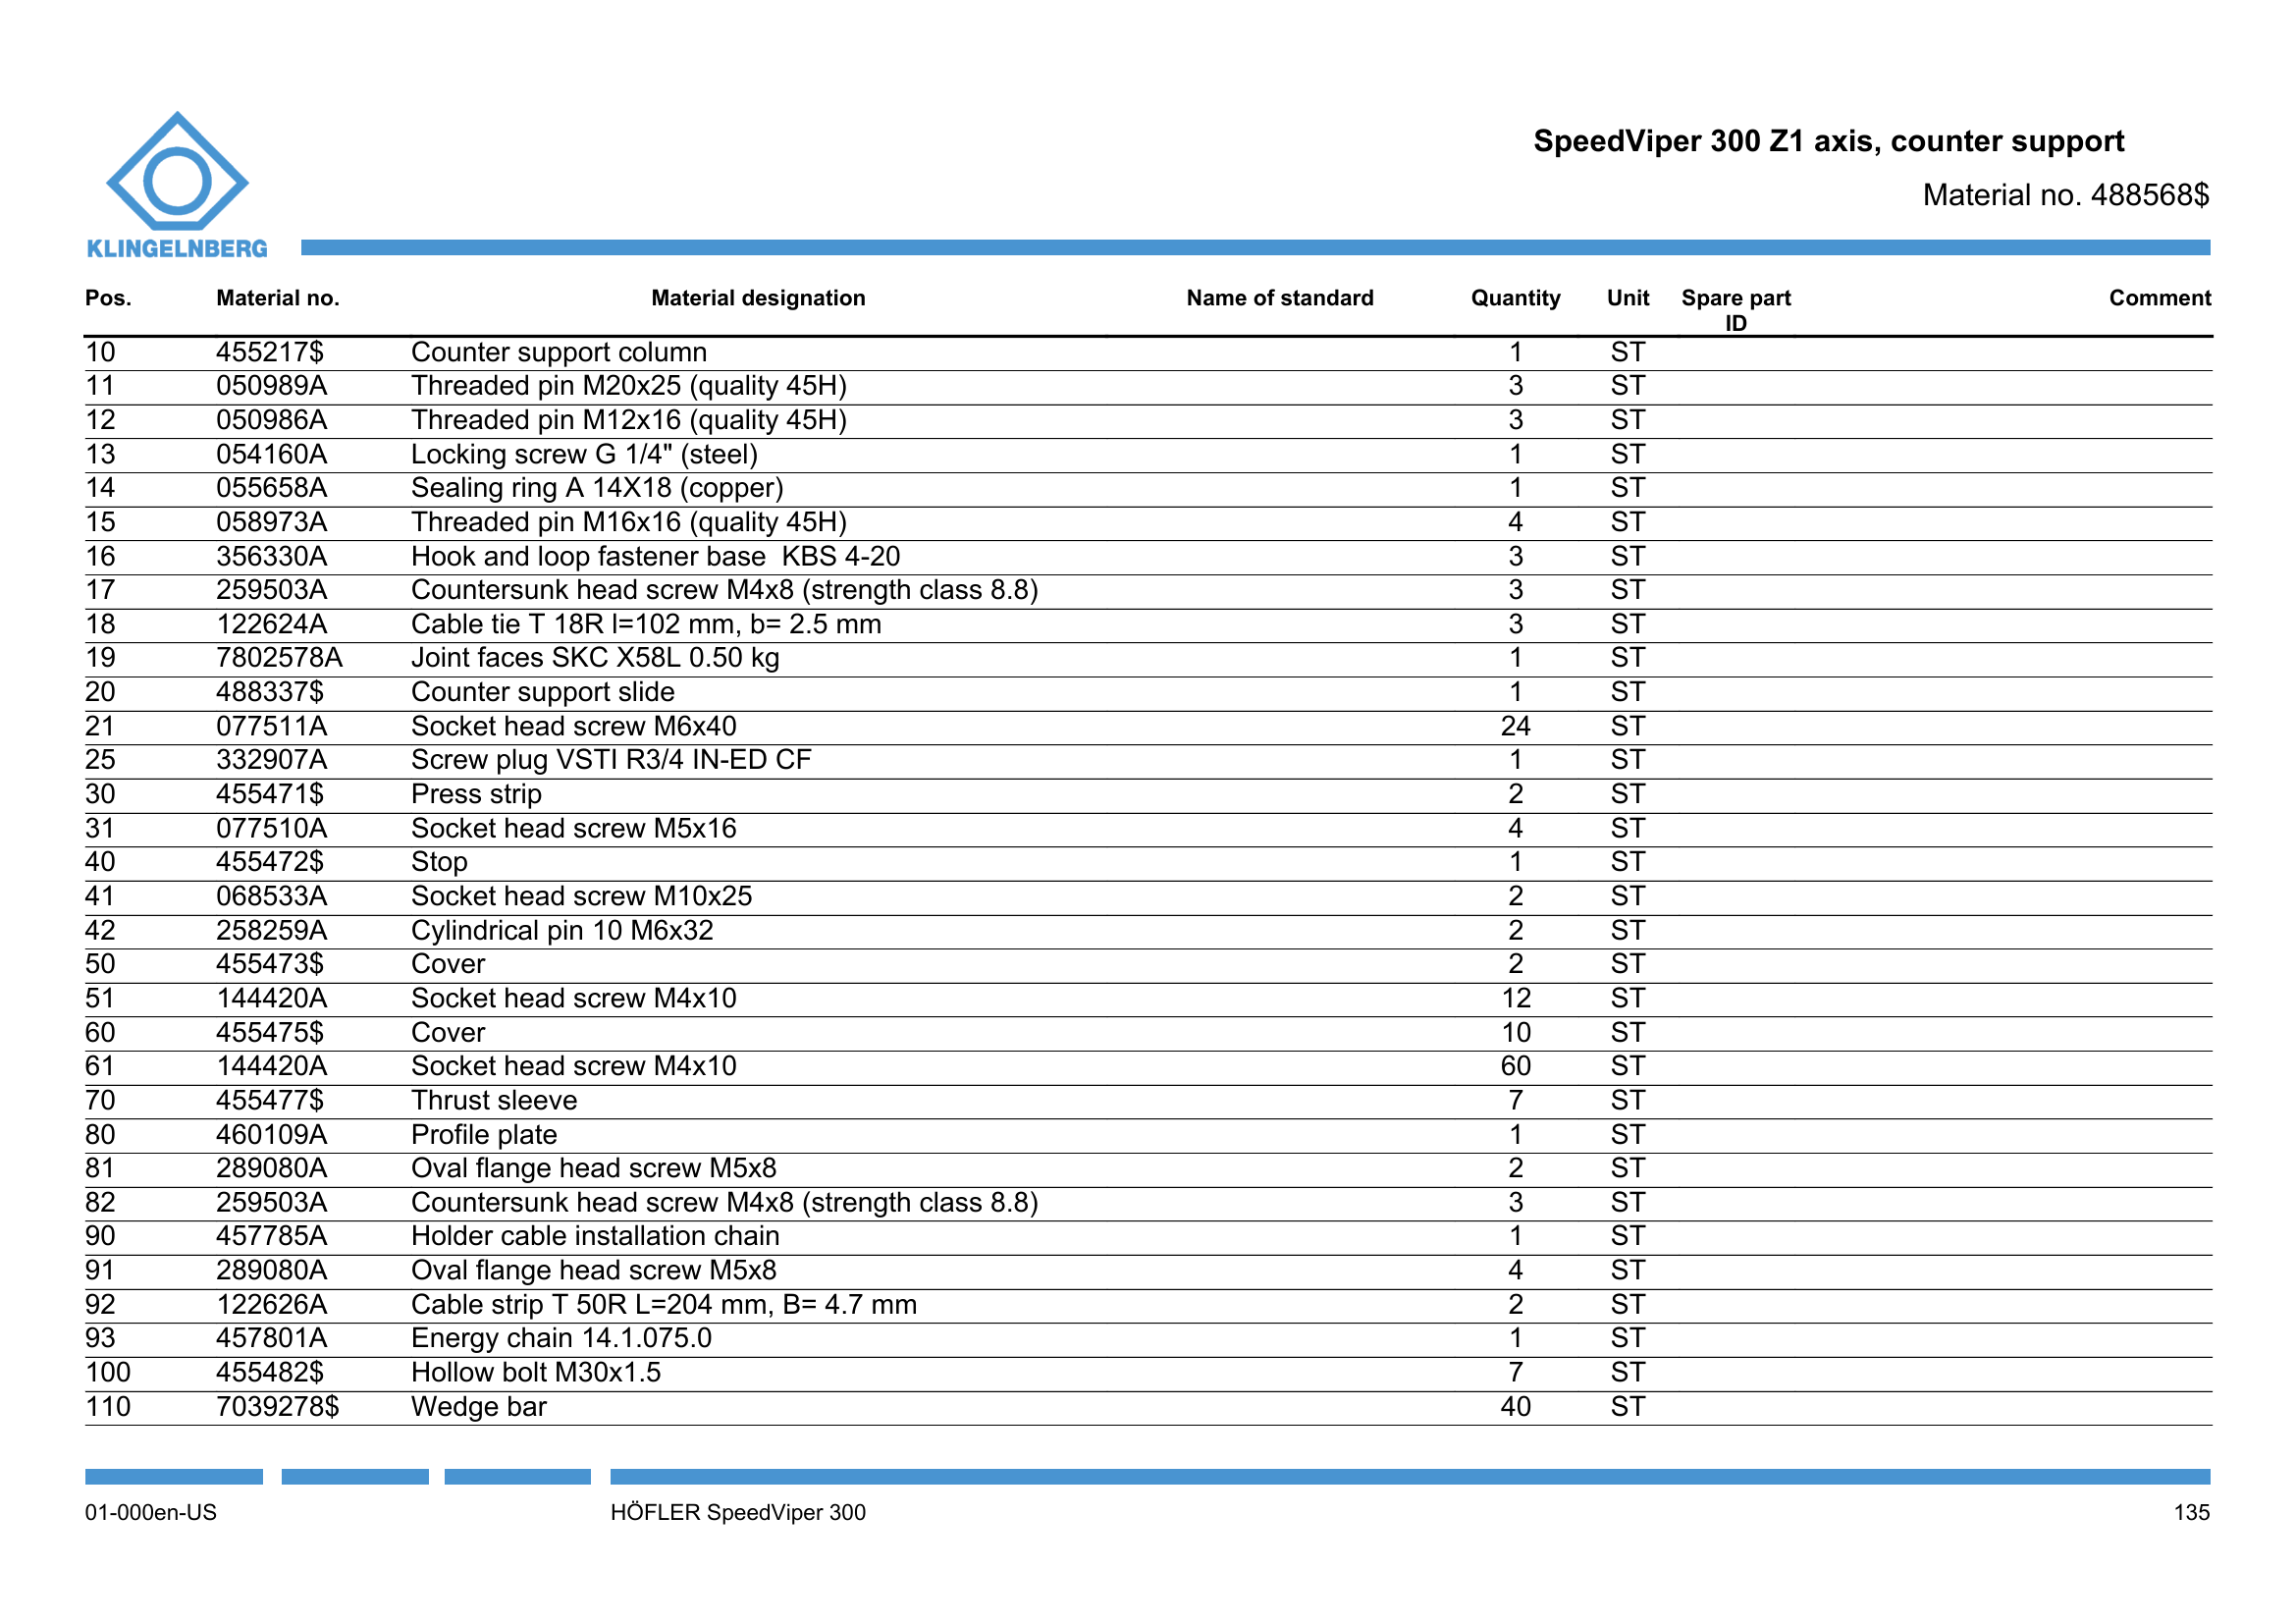 KLINGELNBERG
SpeedViper 300 Z1 axis, counter support
Material no. 488568$
Pos. Material no. Material designation Name of standard Quantity Unit Spare part ID Comment
10 455217$ Counter support column 1 ST
11 050989A Threaded pin M20x25 (quality 45H) 3 ST
12 050986A Threaded pin M12x16 (quality 45H) 3 ST
13 054160A Locking screw G 1/4" (steel) 1 ST
14 055658A Sealing ring A 14X18 (copper) 1 ST
15 058973A Threaded pin M16x16 (quality 45H) 4 ST
16 356330A Hook and loop fastener base  KBS 4-20 3 ST
17 259503A Countersunk head screw M4x8 (strength class 8.8) 3 ST
18 122624A Cable tie T 18R l=102 mm, b= 2.5 mm 3 ST
19 7802578A Joint faces SKC X58L 0.50 kg 1 ST
20 488337$ Counter support slide 1 ST
21 077511A Socket head screw M6x40 24 ST
25 332907A Screw plug VSTI R3/4 IN-ED CF 1 ST
30 455471$ Press strip 2 ST
31 077510A Socket head screw M5x16 4 ST
40 455472$ Stop 1 ST
41 068533A Socket head screw M10x25 2 ST
42 258259A Cylindrical pin 10 M6x32 2 ST
50 455473$ Cover 2 ST
51 144420A Socket head screw M4x10 12 ST
60 455475$ Cover 10 ST
61 144420A Socket head screw M4x10 60 ST
70 455477$ Thrust sleeve 7 ST
80 460109A Profile plate 1 ST
81 289080A Oval flange head screw M5x8 2 ST
82 259503A Countersunk head screw M4x8 (strength class 8.8) 3 ST
90 457785A Holder cable installation chain 1 ST
91 289080A Oval flange head screw M5x8 4 ST
92 122626A Cable strip T 50R L=204 mm, B= 4.7 mm 2 ST
93 457801A Energy chain 14.1.075.0 1 ST
100 455482$ Hollow bolt M30x1.5 7 ST
110 7039278$ Wedge bar 40 ST
01-000en-US HÖFLER SpeedViper 300 135